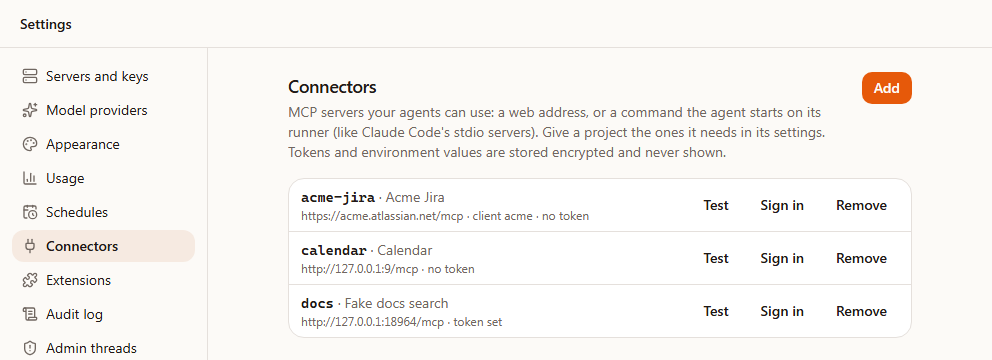 Settings
Servers and keys
Model providers
Appearance
Usage
Schedules
Connectors
Extensions
Audit log
Admin threads
Connectors
Add
MCP servers your agents can use: a web address, or a command the agent starts on its
runner (like Claude Code's stdio servers). Give a project the ones it needs in its settings.
Tokens and environment values are stored encrypted and never shown.
acme-jira · Acme Jira
https://acme.atlassian.net/mcp · client acme · no token
Test Sign in Remove
calendar · Calendar
http://127.0.0.1:9/mcp · no token
Test Sign in Remove
docs · Fake docs search
http://127.0.0.1:18964/mcp · token set
Test Sign in Remove